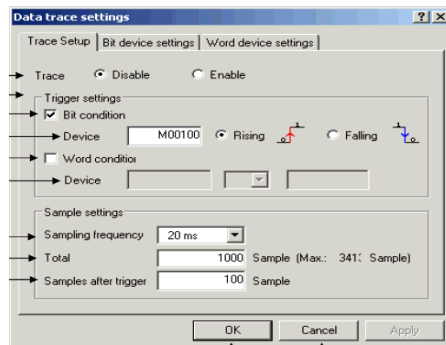 Data trace settings
Trace Setup Bit device settings Word device settings
Trace Disable Enable
Trigger settings
Bit condition
Device M00100 Rising Falling
Word condition
Device
Sample settings
Sampling frequency 20 ms
Total 1000 Sample (Max.: 341 Sample)
Samples after trigger 100 Sample
OK Cancel Apply